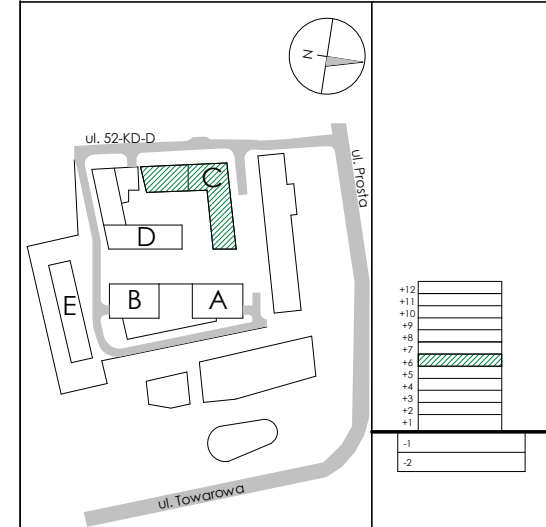 N
ul. 52-KD-D
ul. Prosta
C
D
E
B
A
ul. Towarowa
+12
+11
+10
+9
+8
+7
+6
+5
+4
+3
+2
+1
-1
-2